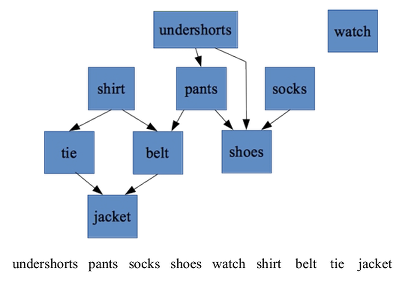 undershorts
watch
shirt
pants
socks
tie
belt
shoes
jacket
undershorts pants socks shoes watch shirt belt tie jacket